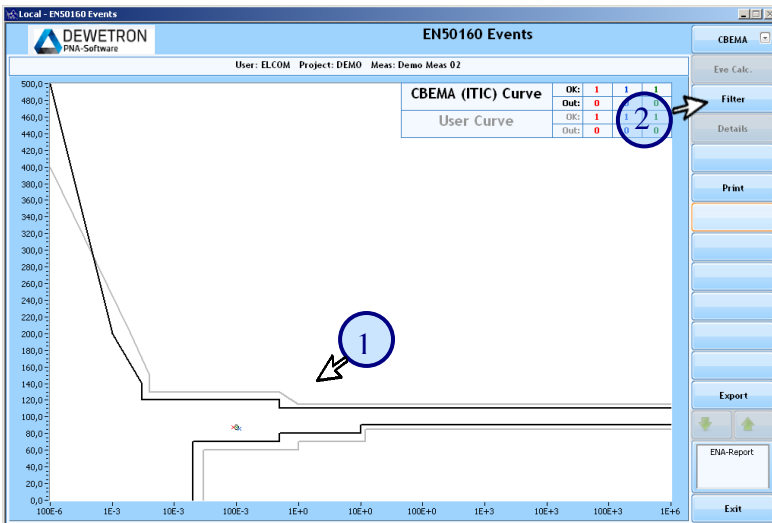 Local - EN50160 Events
DEWETRON
PNA-Software
EN50160 Events
User: ELCOM Project: DEMO Meas: Demo Meas 02
CBEMA (ITIC) Curve
OK: 1 1 1
Out: 0 0 0
User Curve
OK: 1 1 1
Out: 0 0 0
2
1
500,0
480,0
460,0
440,0
420,0
400,0
380,0
360,0
340,0
320,0
300,0
280,0
260,0
240,0
220,0
200,0
180,0
160,0
140,0
120,0
100,0
80,0
60,0
40,0
20,0
0,0
100E-6 1E-3 10E-3 100E-3 1E+0 10E+0 100E+0 1E+3 10E+3 100E+3 1E+6
CBEMA
Eve Calc.
Filter
Details
Print
Export
ENA-Report
Exit